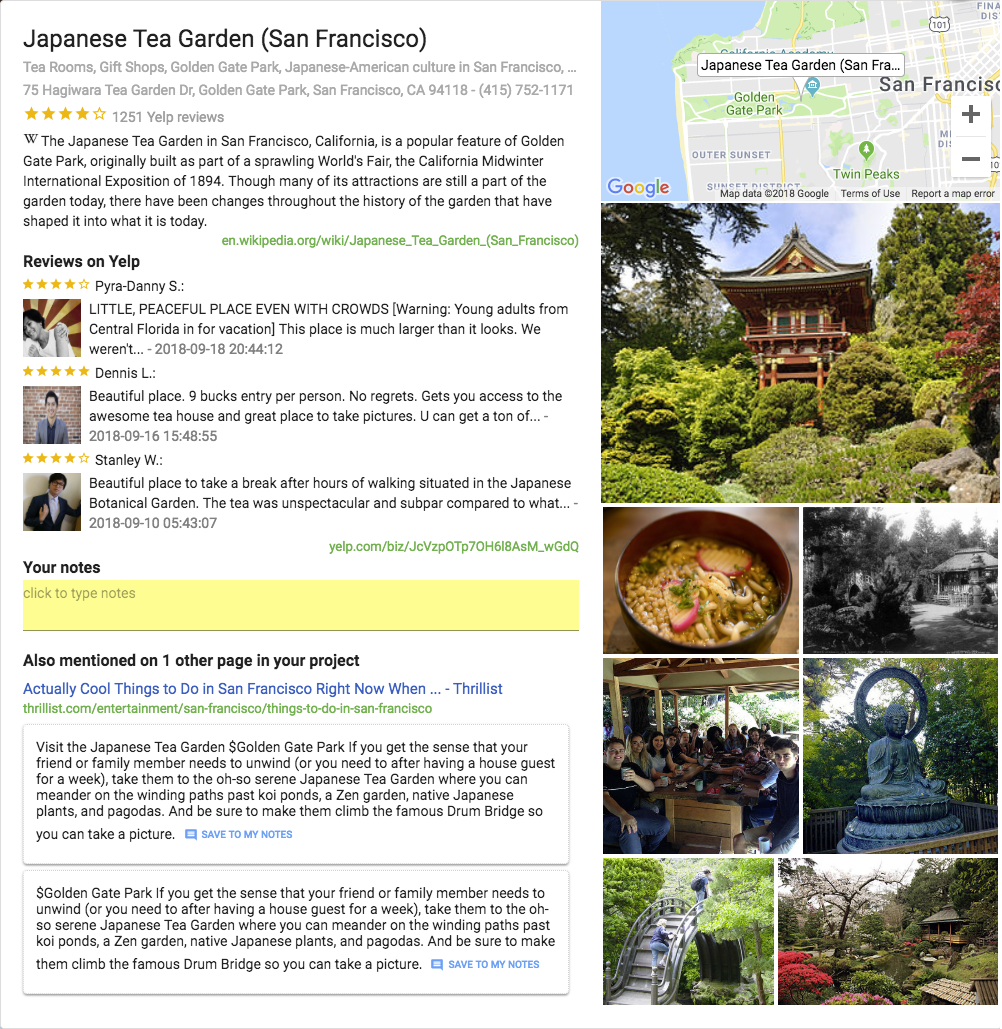 Japanese Tea Garden (San Francisco)
Tea Rooms, Gift Shops, Golden Gate Park, Japanese-American culture in San Francisco, ...
75 Hagiwara Tea Garden Dr, Golden Gate Park, San Francisco, CA 94118 - (415) 752-1171
1251 Yelp reviews
W The Japanese Tea Garden in San Francisco, California, is a popular feature of Golden
Gate Park, originally built as part of a sprawling World's Fair, the California Midwinter
International Exposition of 1894. Though many of its attractions are still a part of the
garden today, there have been changes throughout the history of the garden that have
shaped it into what it is today.
en.wikipedia.org/wiki/Japanese_Tea_Garden_(San_Francisco)
Reviews on Yelp
Pyra-Danny S.:
LITTLE, PEACEFUL PLACE EVEN WITH CROWDS [Warning: Young adults from
Central Florida in for vacation] This place is much larger than it looks. We
weren't... - 2018-09-18 20:44:12
Dennis L.:
Beautiful place. 9 bucks entry per person. No regrets. Gets you access to the
awesome tea house and great place to take pictures. U can get a ton of... -
2018-09-16 15:48:55
Stanley W.:
Beautiful place to take a break after hours of walking situated in the Japanese
Botanical Garden. The tea was unspectacular and subpar compared to what... -
2018-09-10 05:43:07
yelp.com/biz/JcVzpOTp7OH6l8AsM_wGdQ
Your notes
click to type notes
Also mentioned on 1 other page in your project
Actually Cool Things to Do in San Francisco Right Now When ... - Thrillist
thrillist.com/entertainment/san-francisco/things-to-do-in-san-francisco
Visit the Japanese Tea Garden $Golden Gate Park If you get the sense that your
friend or family member needs to unwind (or you need to after having a house guest
for a week), take them to the oh-so serene Japanese Tea Garden where you can
meander on the winding paths past koi ponds, a Zen garden, native Japanese
plants, and pagodas. And be sure to make them climb the famous Drum Bridge so
you can take a picture. SAVE TO MY NOTES
$Golden Gate Park If you get the sense that your friend or family member needs to
unwind (or you need to after having a house guest for a week), take them to the oh-
so serene Japanese Tea Garden where you can meander on the winding paths past
koi ponds, a Zen garden, native Japanese plants, and pagodas. And be sure to make
them climb the famous Drum Bridge so you can take a picture. SAVE TO MY NOTES
101
California Academy
Japanese Tea Garden (San Fra...
San Francisc
Golden
Gate Park
+
OUTER SUNSET
Twin Peaks
SUNSET DISTRICT
Google
Map data ©2018 Google Terms of Use Report a map error